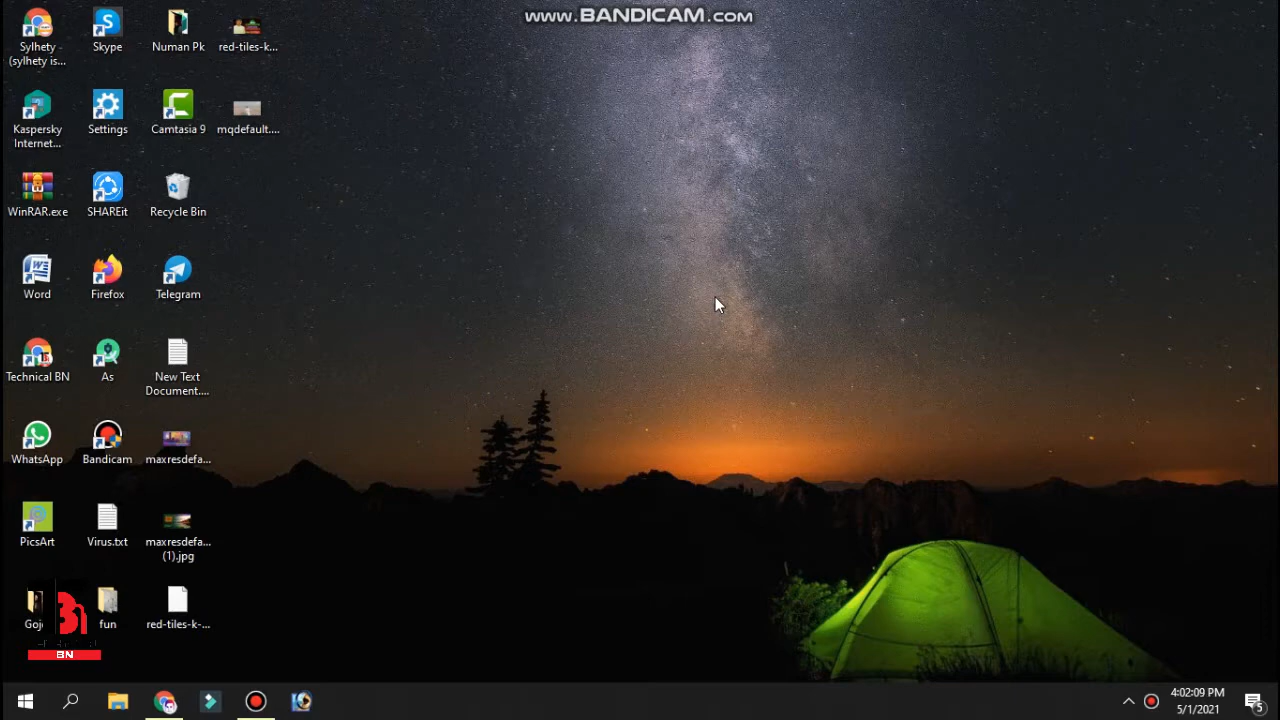 www.BANDICAM.com
Sylhety
(sylhety is...
Skype
Numan Pk
red-tiles-k...
Kaspersky
Internet...
Settings
Camtasia 9
mqdefault....
WinRAR.exe
SHAREit
Recycle Bin
Word
Firefox
Telegram
Technical BN
As
New Text
Document....
WhatsApp
Bandicam
maxresdefa...
PicsArt
Virus.txt
maxresdefa...
(1).jpg
fun
red-tiles-k-...
BN
4:02:09 PM
5/1/2021
5